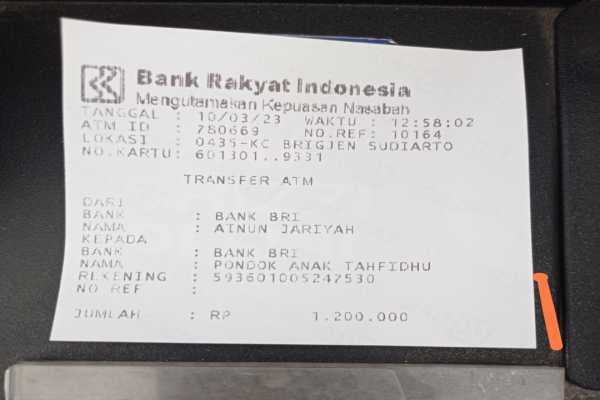 Bank Rakyat Indonesia
Mengutamakan Kepuasan Nasabah
TANGGAL : 10/03/23 WAKTU : 12:58:02
ATM ID : 780669 NO.REF: 10164
LOKASI : 0435-KC BRIGJEN SUDIARTO
NO.KARTU: 601301..9331
TRANSFER ATM
DARI
BANK : BANK BRI
NAMA : AINUN JARIYAH
KEPADA
BANK : BANK BRI
NAMA : PONDOK ANAK TAHFIDHU
REKENING : 593601005247530
NO REF :
JUMLAH : RP 1.200.000